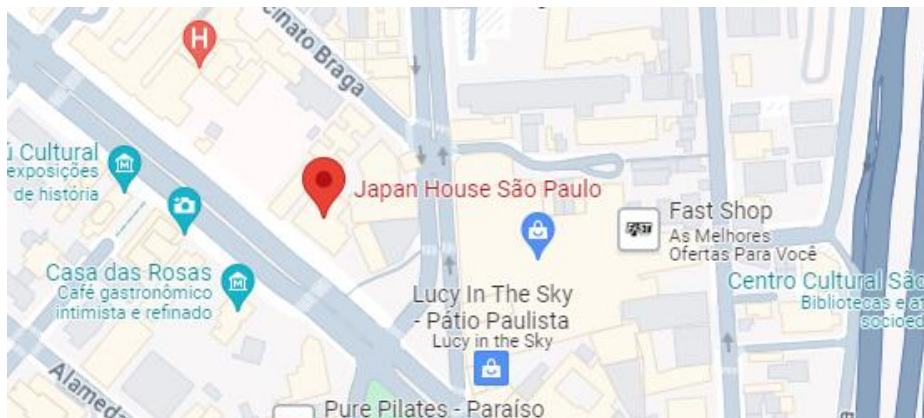 H
cinato Braga
ú Cultural
exposições
de história
Japan House São Paulo
Fast Shop
As Melhores
Ofertas Para Você
FAST
Casa das Rosas
Café gastronômico
intimista e refinado
Centro Cultural São
Bibliotecas e a
socioed
Lucy In The Sky
- Pátio Paulista
Lucy in the Sky
Alameda
Pure Pilates - Paraíso